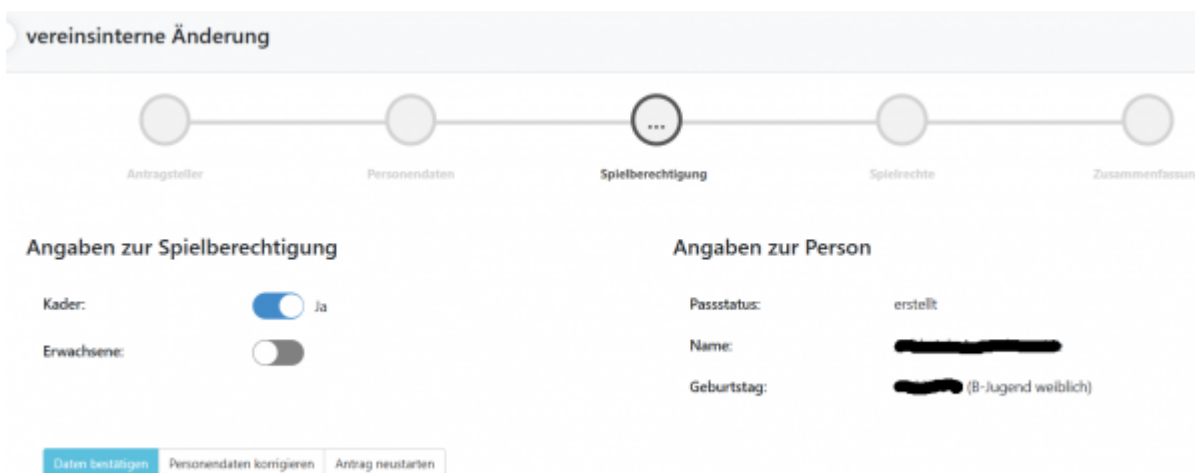 vereinsinterne Änderung
...
Antragsteller Personendaten Spielberechtigung Spielrechte Zusammenfassun
Angaben zur Spielberechtigung
Kader: Ja
Erwachsene:
Angaben zur Person
Passstatus: erstellt
Name:
Geburtstag: (B-Jugend weiblich)
Daten bestätigen Personendaten korrigieren Antrag neustarten